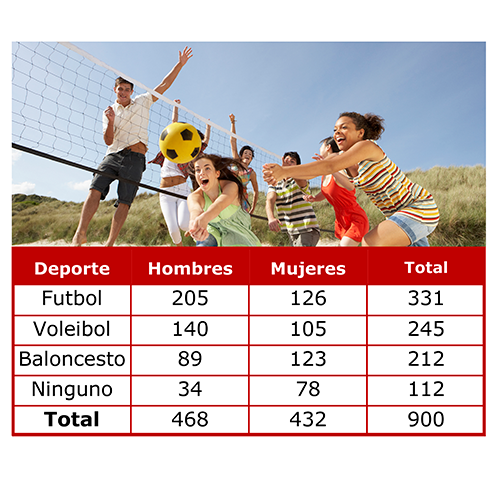 Deporte Hombres Mujeres Total
Futbol 205 126 331
Voleibol 140 105 245
Baloncesto 89 123 212
Ninguno 34 78 112
Total 468 432 900